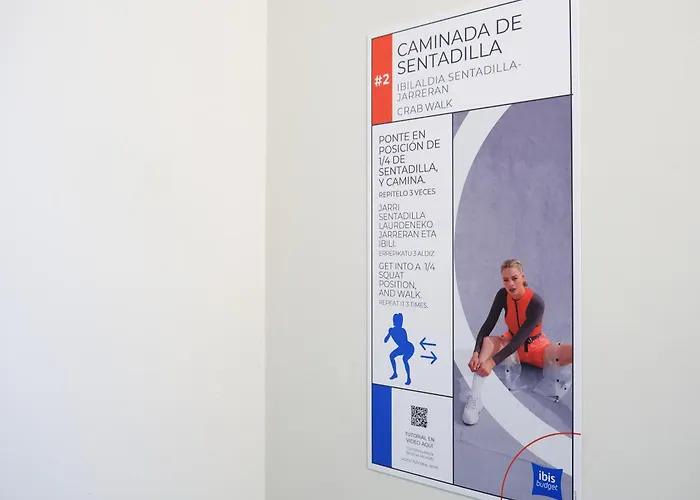 #2
CAMINADA DE
SENTADILLA
IBILALDIA SENTADILLA-
JARRERAN
CRAB WALK
PONTE EN
POSICIÓN DE
1/4 DE
SENTADILLA,
Y CAMINA.
REPÍTELO 3 VECES
JARRI
SENTADILLA
LAURDENEKO
JARRERAN ETA
IBILI.
ERREPIKATU 3 ALDIZ
GET INTO A 1/4
SQUAT
POSITION,
AND WALK.
REPEAT IT 3 TIMES.
TUTORIAL EN
VIDEO AQUÍ
ibis
budget